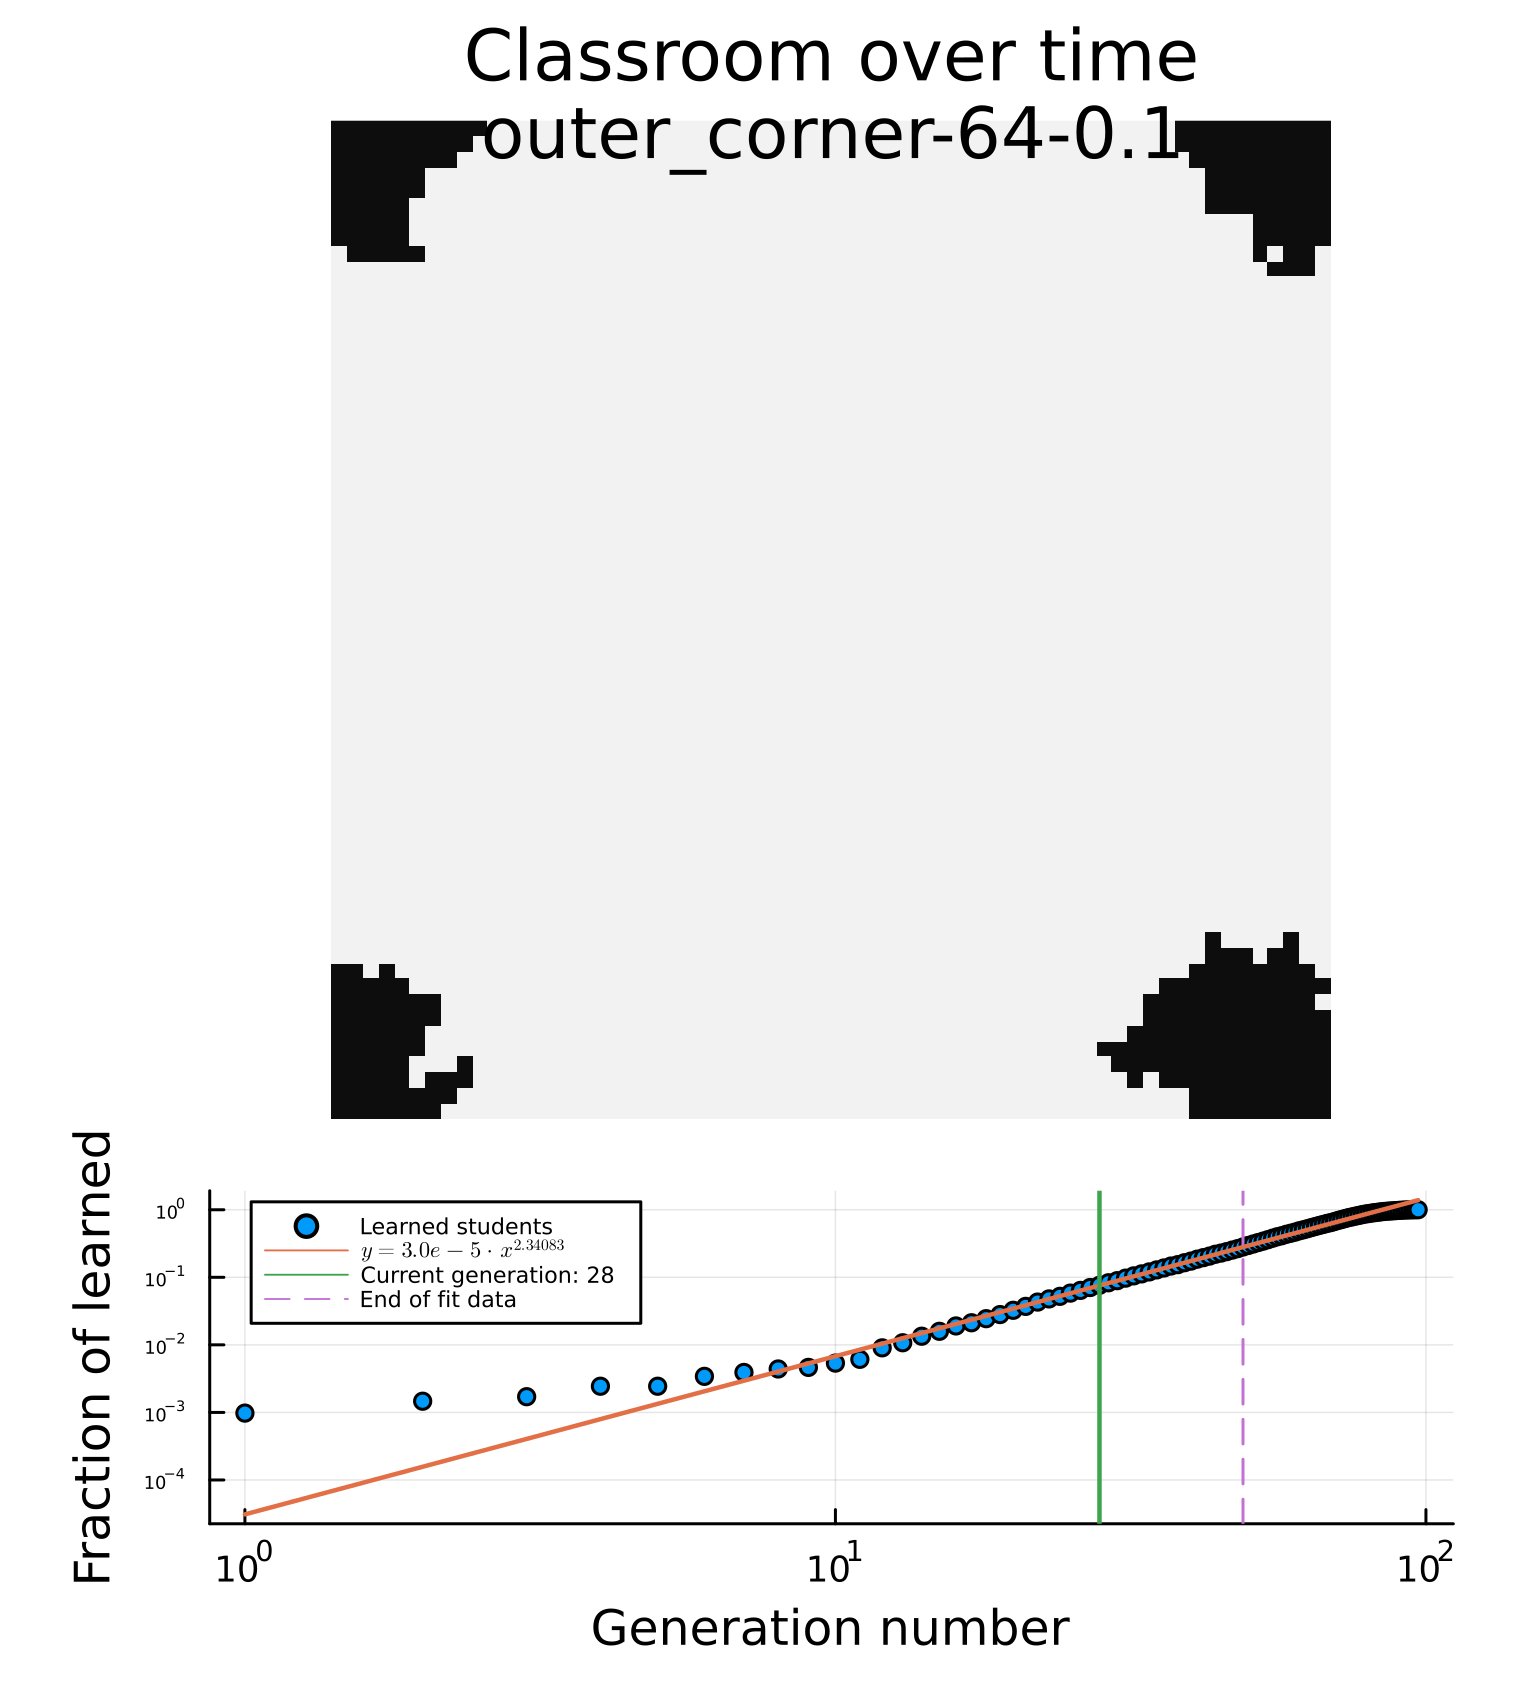 Classroom over time
outer_corner-64-0.1
Fraction of learned
10⁰
10⁻¹
10⁻²
10⁻³
10⁻⁴
Learned students
y = 3.0e − 5 · x^2.34083
Current generation: 28
End of fit data
10⁰ 10¹ 10²
Generation number